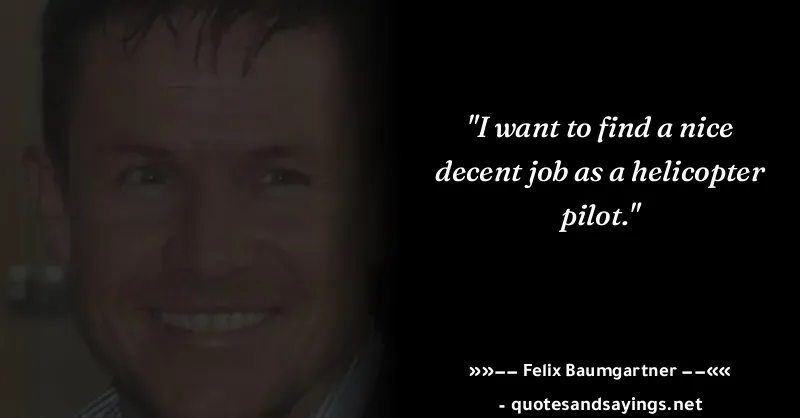 "I want to find a nice
decent job as a helicopter
pilot."
»»−− Felix Baumgartner −−««
- quotesandsayings.net